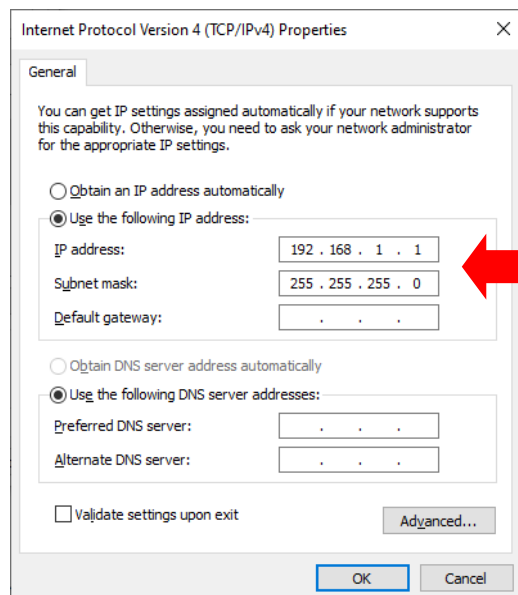 Internet Protocol Version 4 (TCP/IPv4) Properties
General
You can get IP settings assigned automatically if your network supports
this capability. Otherwise, you need to ask your network administrator
for the appropriate IP settings.
Obtain an IP address automatically
Use the following IP address:
IP address: 192 . 168 . 1 . 1
Subnet mask: 255 . 255 . 255 . 0
Default gateway: . . .
Obtain DNS server address automatically
Use the following DNS server addresses:
Preferred DNS server: . . .
Alternate DNS server: . . .
Validate settings upon exit
Advanced...
OK Cancel